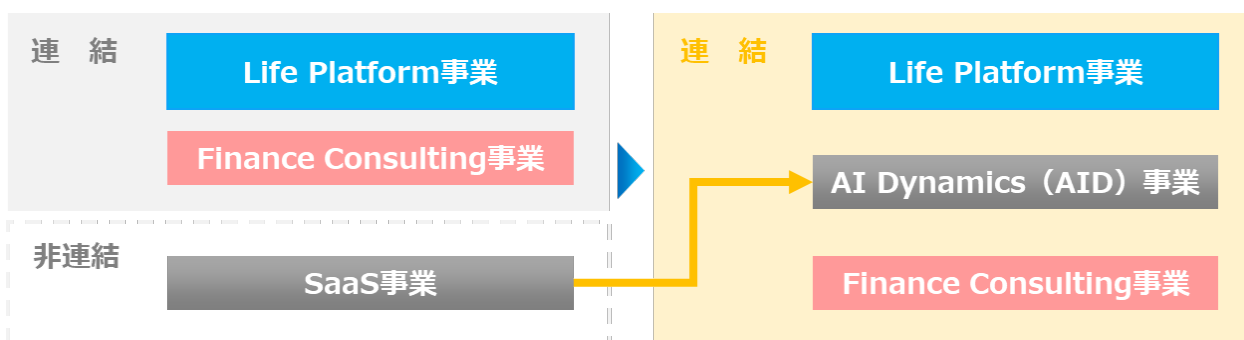 連　結
Life Platform事業
Finance Consulting事業
非連結
SaaS事業
連　結
Life Platform事業
AI Dynamics（AID）事業
Finance Consulting事業